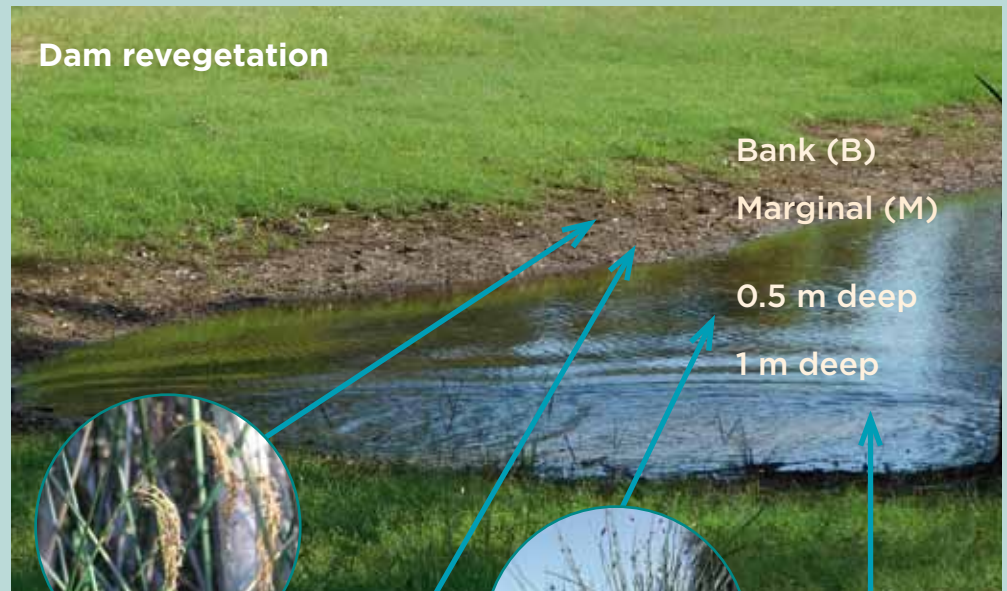 Dam revegetation
Bank (B)
Marginal (M)
0.5 m deep
1 m deep